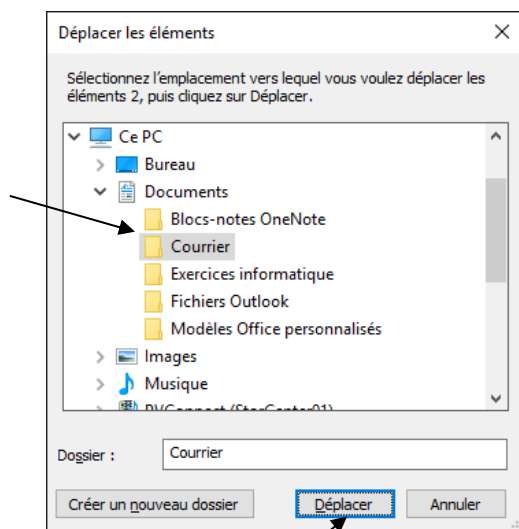 Déplacer les éléments
Sélectionnez l'emplacement vers lequel vous voulez déplacer les
éléments 2, puis cliquez sur Déplacer.
Ce PC
Bureau
Documents
Blocs-notes OneNote
Courrier
Exercices informatique
Fichiers Outlook
Modèles Office personnalisés
Images
Musique
Dossier :
Courrier
Créer un nouveau dossier
Déplacer
Annuler